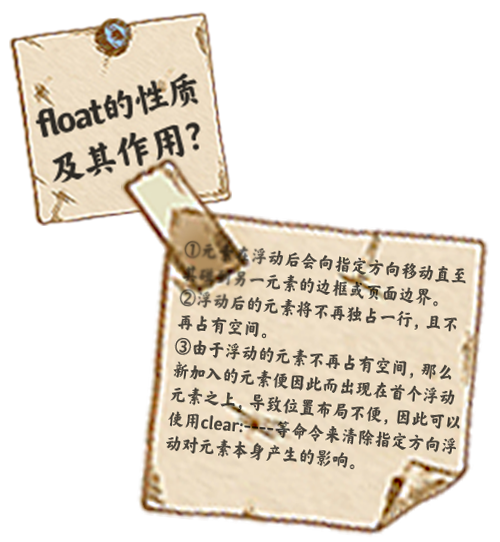 float的性质
及其作用？
①元素在浮动后会向指定方向移动直至
其碰到另一元素的边框或页面边界。
②浮动后的元素将不再独占一行，且不
再占有空间。
③由于浮动的元素不再占有空间，那么
新加入的元素便因此而出现在首个浮动
元素之上，导致位置布局不便，因此可以
使用clear:----等命令来清除指定方向浮
动对元素本身产生的影响。